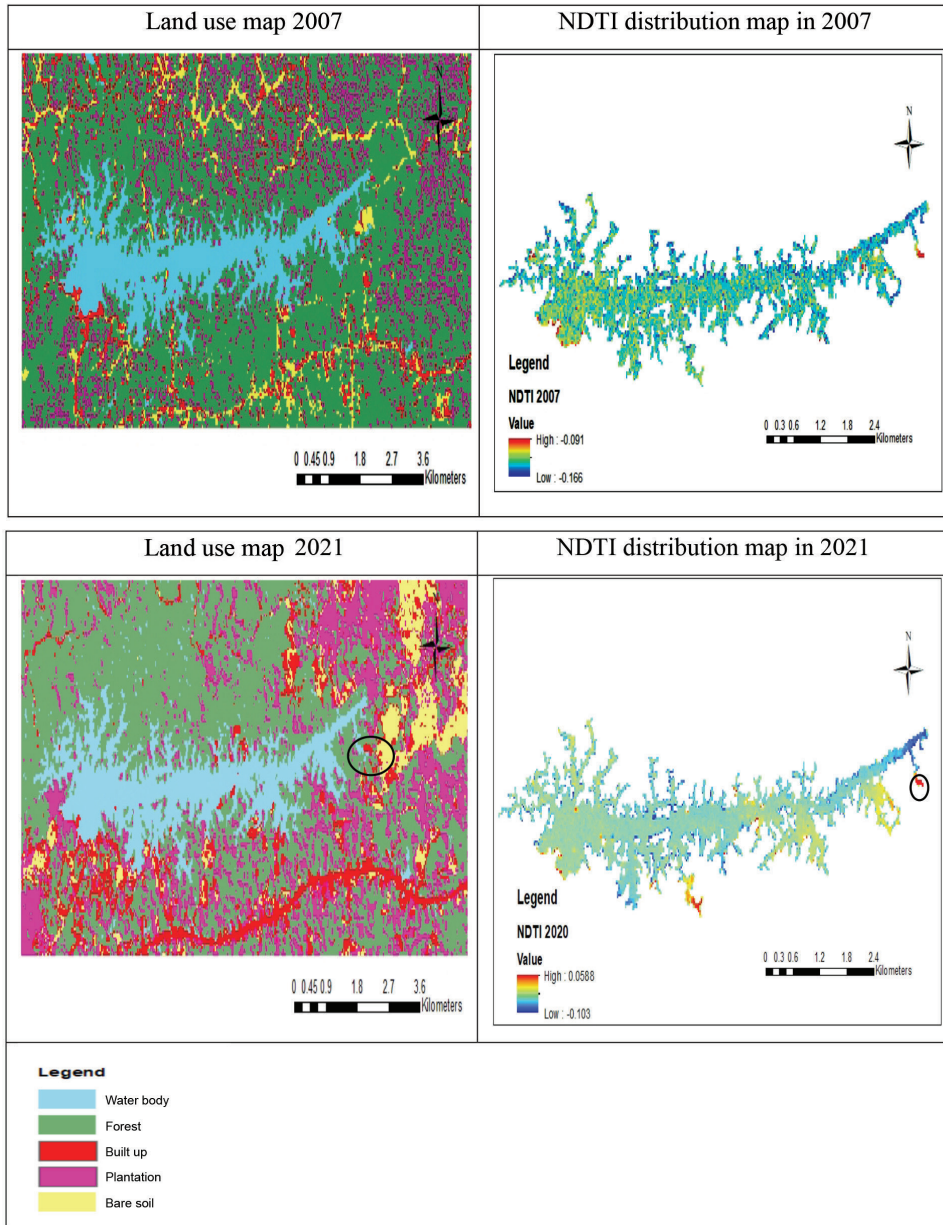 Land use map 2007
NDTI distribution map in 2007
N
0 0.45 0.9 1.8 2.7 3.6
Kilometers
N
Legend
NDTI 2007
Value
High : -0.091
Low : -0.166
0 0.3 0.6 1.2 1.8 2.4
Kilometers
Land use map 2021
NDTI distribution map in 2021
N
0 0.45 0.9 1.8 2.7 3.6
Kilometers
N
Legend
NDTI 2020
Value
High : 0.0588
Low : -0.103
0 0.3 0.6 1.2 1.8 2.4
Kilometers
Legend
Water body
Forest
Built up
Plantation
Bare soil